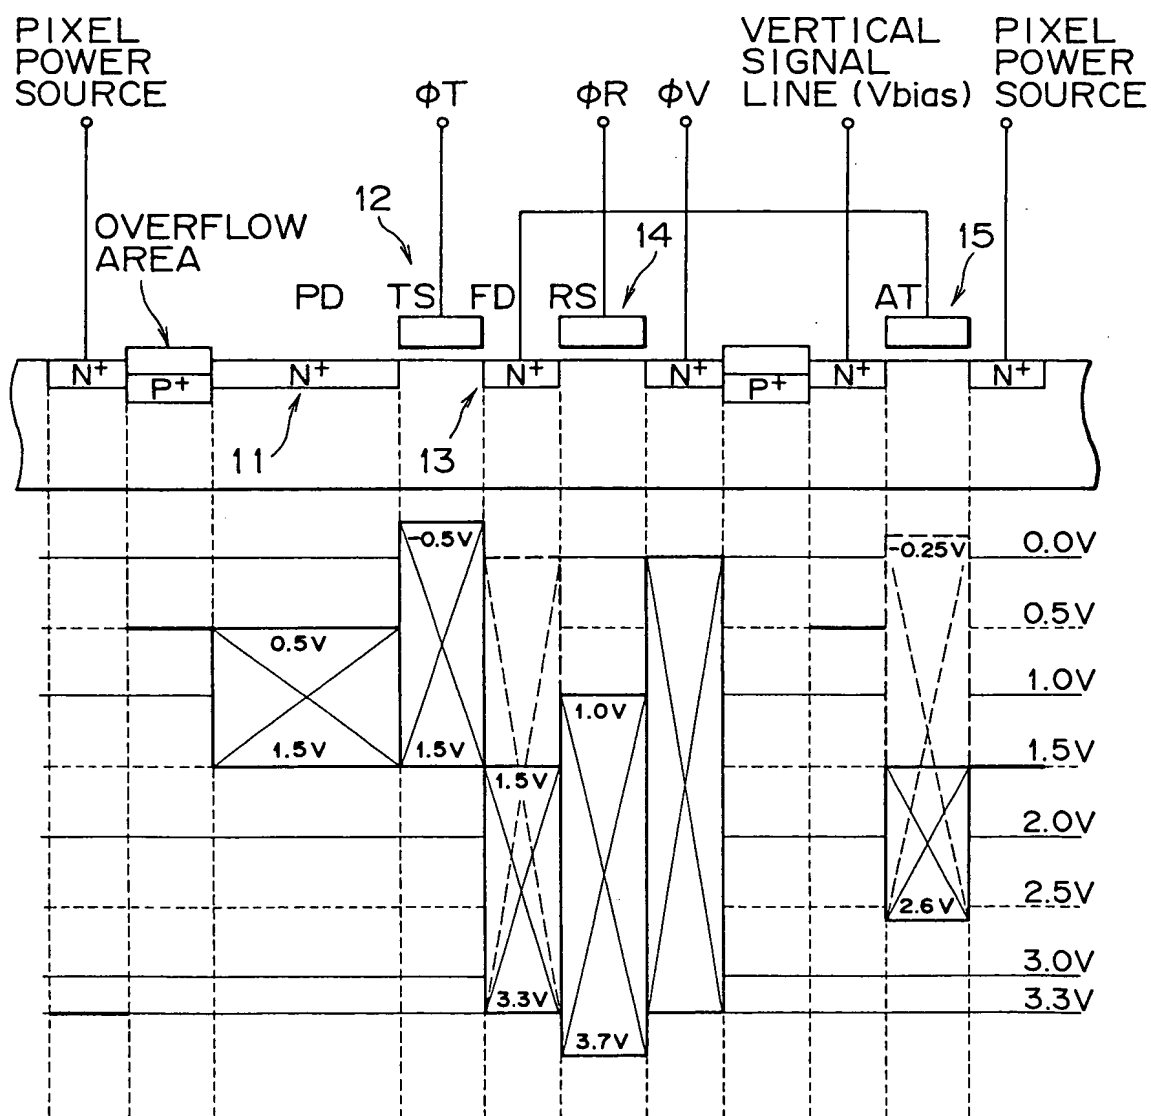 PIXEL
POWER
SOURCE
ΦT
ΦR
ΦV
VERTICAL
SIGNAL
LINE (Vbias)
PIXEL
POWER
SOURCE
OVERFLOW
AREA
12
14
15
PD
TS
FD
RS
AT
N+
P+
N+
N+
N+
P+
N+
N+
11
13
-0.5V
-0.25V
0.0V
0.5V
0.5V
1.0V
1.0V
1.5V
1.5V
1.5V
1.5V
2.0V
2.6V
2.5V
3.0V
3.3V
3.3V
3.7V